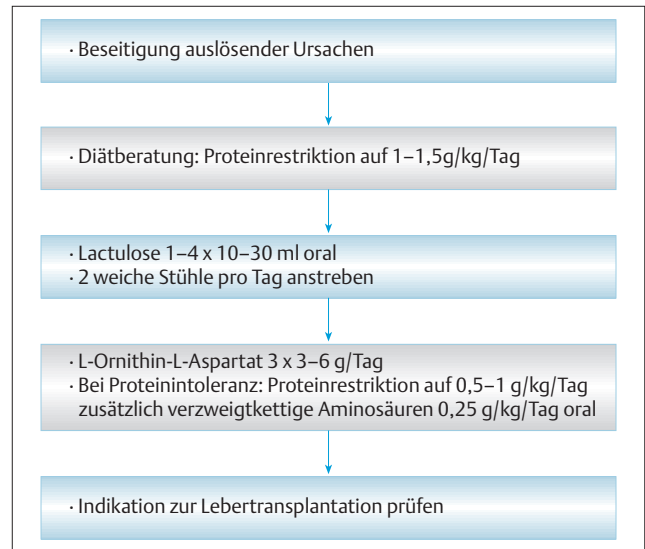 · Beseitigung auslösender Ursachen
· Diätberatung: Proteinrestriktion auf 1–1,5g/kg/Tag
· Lactulose 1–4 x 10–30 ml oral
· 2 weiche Stühle pro Tag anstreben
· L-Ornithin-L-Aspartat 3 x 3–6 g/Tag
· Bei Proteinintoleranz: Proteinrestriktion auf 0,5–1 g/kg/Tag
zusätzlich verzweigtkettige Aminosäuren 0,25 g/kg/Tag oral
· Indikation zur Lebertransplantation prüfen